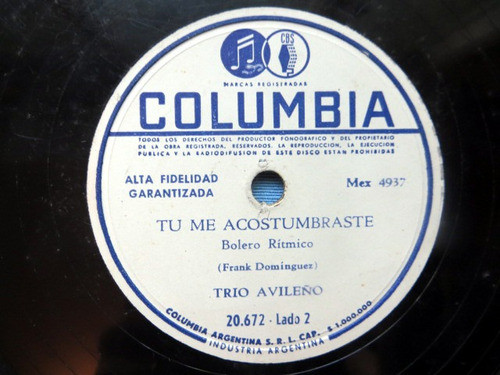 CBS
MARCAS REGISTRADAS
COLUMBIA
TODOS LOS DERECHOS DEL PRODUCTOR FONOGRAFICO Y DEL PROPIETARIO
DE LA OBRA REGISTRADA, RESERVADOS. LA REPRODUCCION, LA EJECUCION
PUBLICA Y LA RADIODIFUSION DE ESTE DISCO ESTAN PROHIBIDAS
ALTA FIDELIDAD
GARANTIZADA
Mex 4937
TU ME ACOSTUMBRASTE
Bolero Rítmico
(Frank Dominguez)
TRIO AVILEÑO
20.672 - Lado 2
COLUMBIA ARGENTINA S. R. L. CAP. $ 1.000.000
INDUSTRIA ARGENTINA